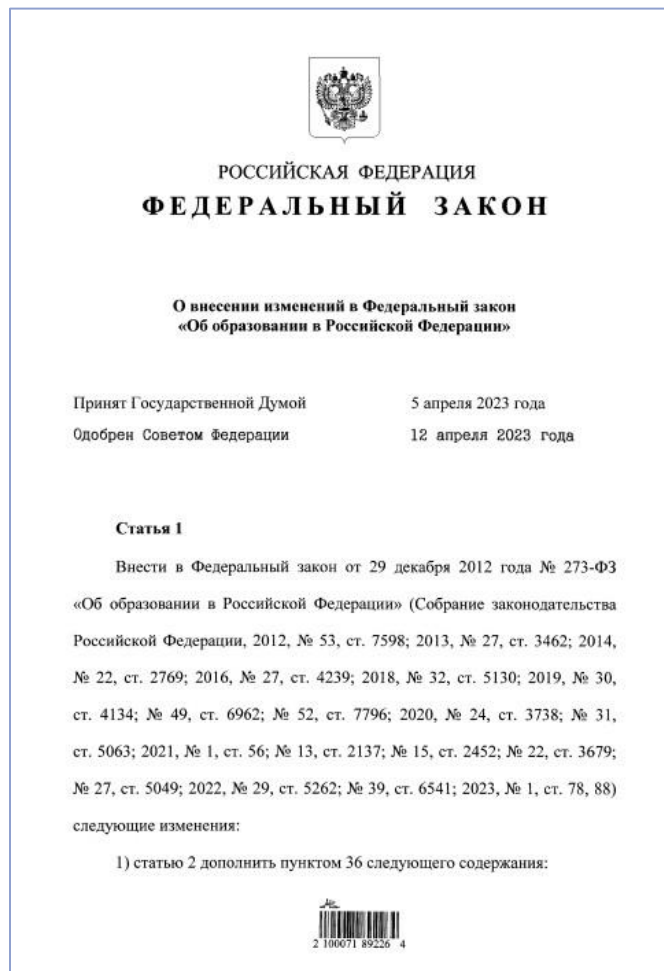 РОССИЙСКАЯ ФЕДЕРАЦИЯ
ФЕДЕРАЛЬНЫЙ ЗАКОН
О внесении изменений в Федеральный закон
«Об образовании в Российской Федерации»
Принят Государственной Думой 5 апреля 2023 года
Одобрен Советом Федерации 12 апреля 2023 года
Статья 1
Внести в Федеральный закон от 29 декабря 2012 года № 273-ФЗ
«Об образовании в Российской Федерации» (Собрание законодательства
Российской Федерации, 2012, № 53, ст. 7598; 2013, № 27, ст. 3462; 2014,
№ 22, ст. 2769; 2016, № 27, ст. 4239; 2018, № 32, ст. 5130; 2019, № 30,
ст. 4134; № 49, ст. 6962; № 52, ст. 7796; 2020, № 24, ст. 3738; № 31,
ст. 5063; 2021, № 1, ст. 56; № 13, ст. 2137; № 15, ст. 2452; № 22, ст. 3679;
№ 27, ст. 5049; 2022, № 29, ст. 5262; № 39, ст. 6541; 2023, № 1, ст. 78, 88)
следующие изменения:
1) статью 2 дополнить пунктом 36 следующего содержания:
2 100071 89226 4